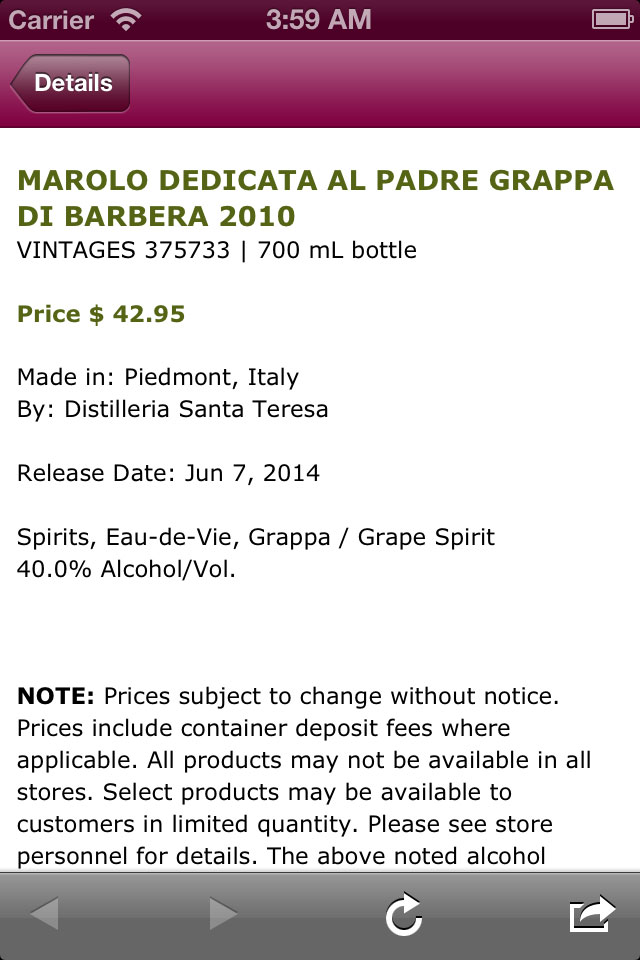 Carrier 3:59 AM
Details
MAROLO DEDICATA AL PADRE GRAPPA
DI BARBERA 2010
VINTAGES 375733 | 700 mL bottle
Price $ 42.95
Made in: Piedmont, Italy
By: Distilleria Santa Teresa
Release Date: Jun 7, 2014
Spirits, Eau-de-Vie, Grappa / Grape Spirit
40.0% Alcohol/Vol.
NOTE: Prices subject to change without notice.
Prices include container deposit fees where
applicable. All products may not be available in all
stores. Select products may be available to
customers in limited quantity. Please see store
personnel for details. The above noted alcohol